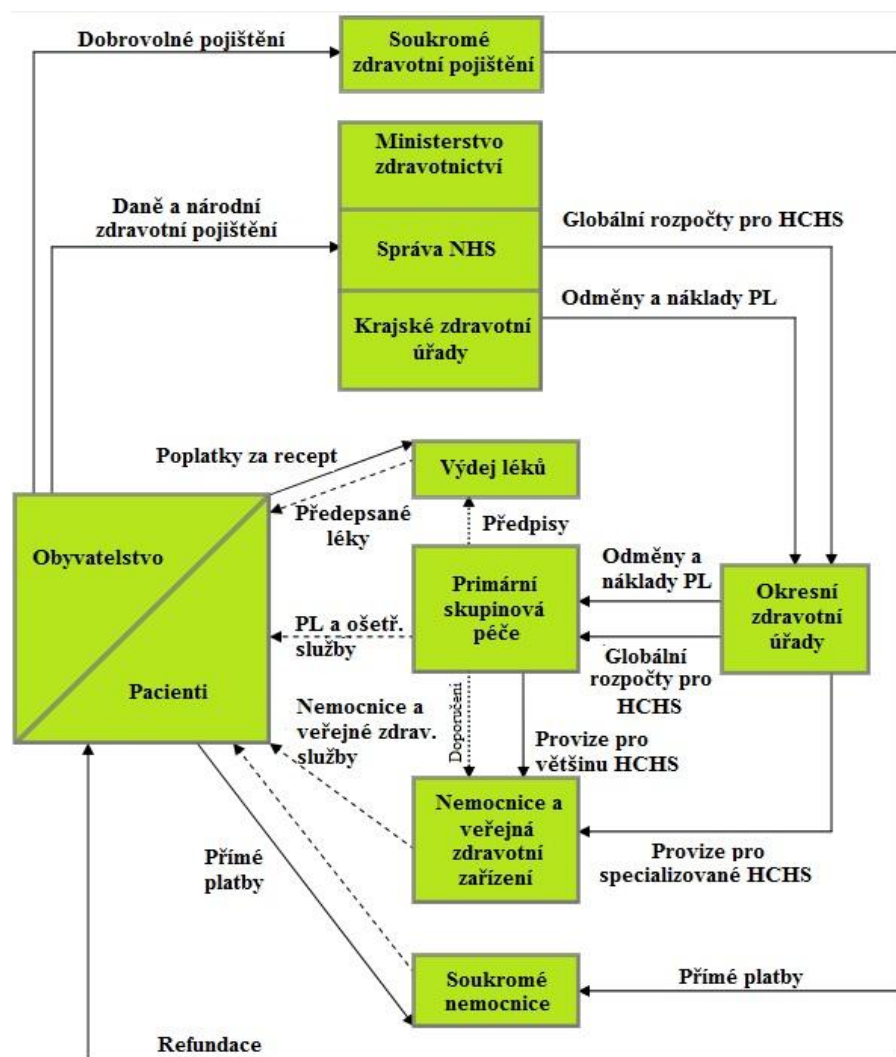 Dobrovolné pojištění
Soukromé
zdravotní pojištění
Ministerstvo
zdravotnictví
Daně a národní
zdravotní pojištění
Správa NHS
Globální rozpočty pro HCHS
Krajské zdravotní
úřady
Odměny a náklady PL
Poplatky za recept
Výdej léků
Předepsané
léky
Předpisy
Obyvatelstvo
Pacienti
Primární
skupinová
péče
Odměny a
náklady PL
Okresní
zdravotní
úřady
PL a ošetř.
služby
Globální
rozpočty pro
HCHS
Nemocnice a
veřejné zdrav.
služby
Doporučení
Provize pro
většinu HCHS
Nemocnice a
veřejná
zdravotní
zařízení
Provize pro
specializované HCHS
Přímé
platby
Soukromé
nemocnice
Přímé platby
Refundace